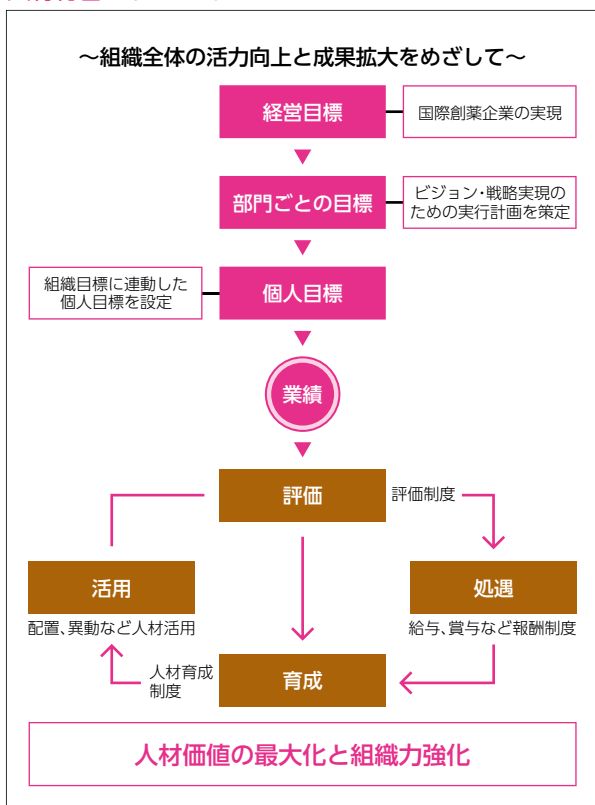 ~組織全体の活力向上と成果拡大をめざして~
経営目標
国際創薬企業の実現
部門ごとの目標
ビジョン・戦略実現の
ための実行計画を策定
組織目標に連動した
個人目標を設定
個人目標
業績
評価
評価制度
活用
配置、異動など人材活用
処遇
給与、賞与など報酬制度
人材育成
制度
育成
人材価値の最大化と組織力強化